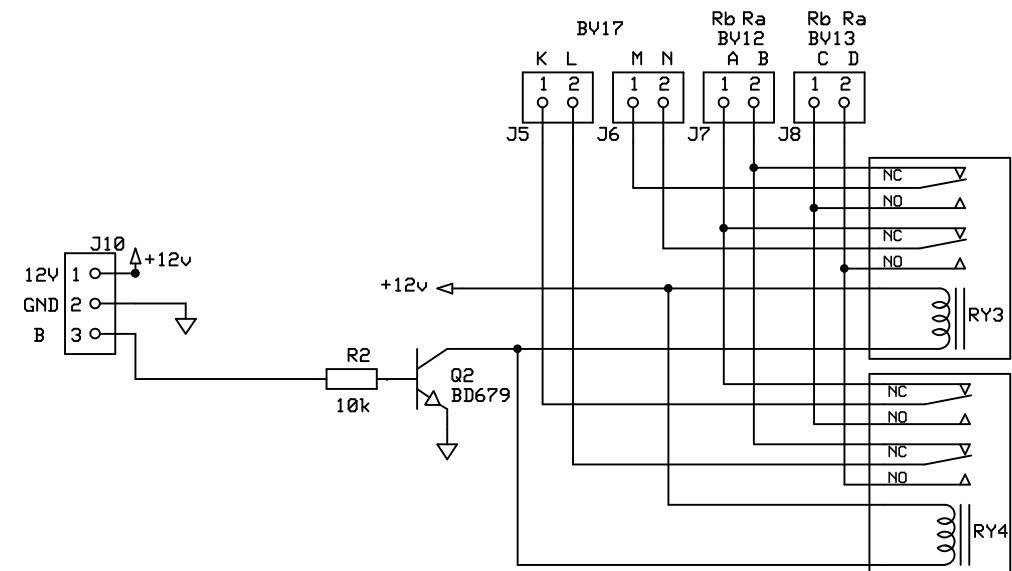 Rb Ra
Rb Ra
BV17
BV12
BV13
K L
M N
A B
C D
1 2
1 2
1 2
1 2
J5
J6
J7
J8
NC
NO
NC
NO
J10
+12v
12V 1
GND 2
B 3
+12v
RY3
R2
10k
Q2
BD679
NC
NO
NC
NO
RY4